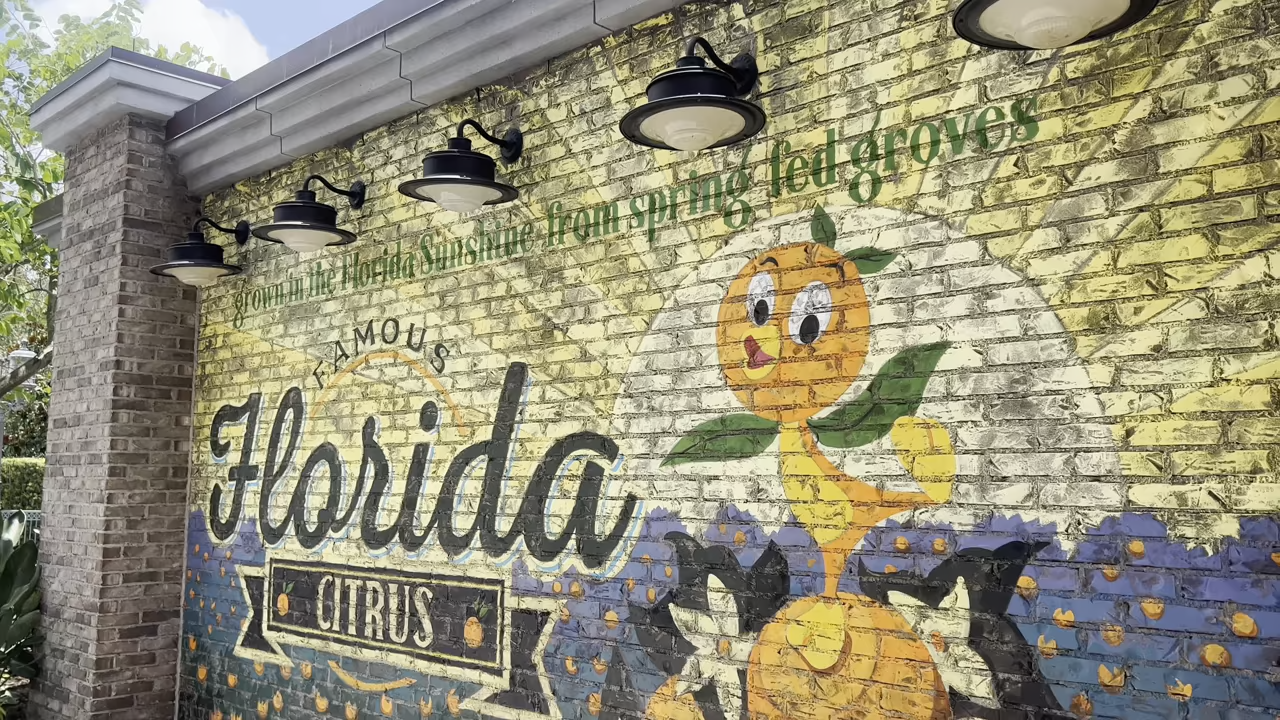 grown in the Florida Sunshine from spring fed groves
FAMOUS
Florida
CITRUS